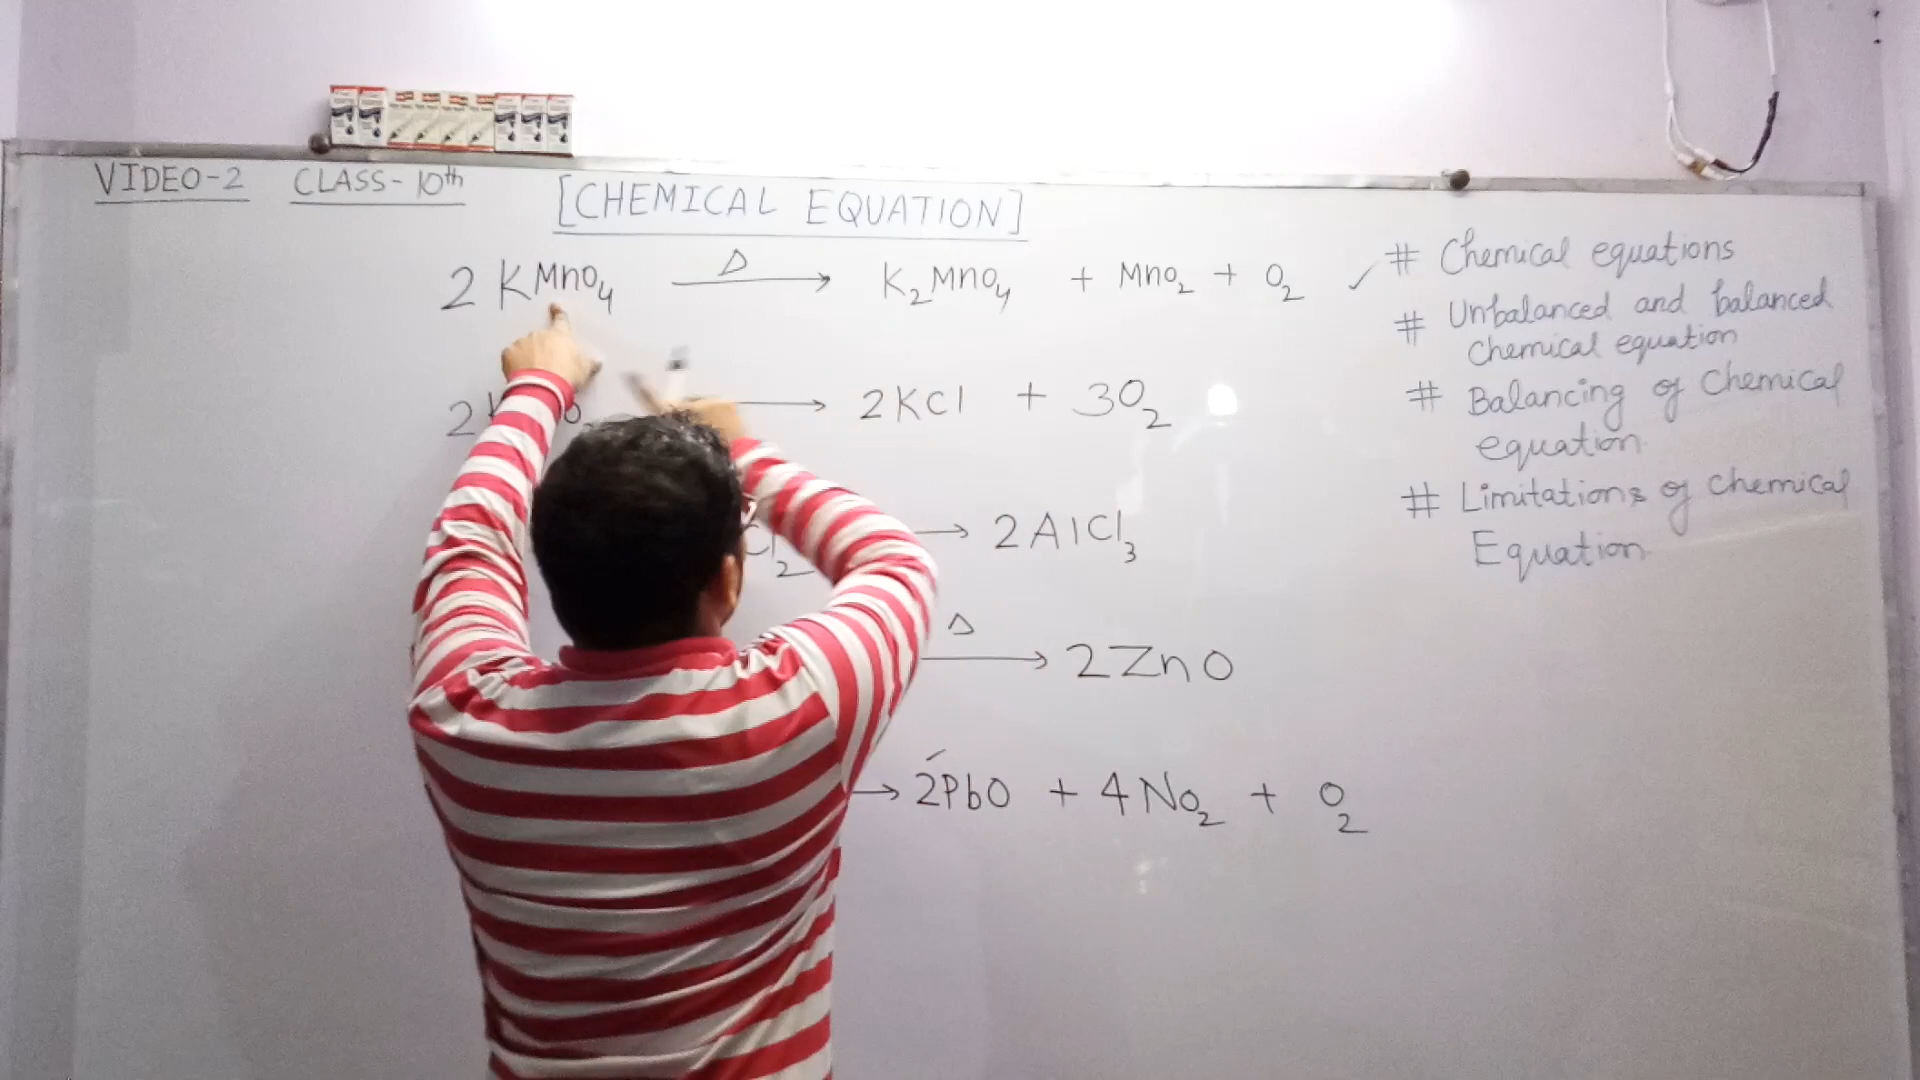 VIDEO-2 CLASS-10th [CHEMICAL EQUATION]
2 KMnO₄ —Δ→ K₂MnO₄ + MnO₂ + O₂ ✓
→ 2KCl + 3O₂
Cl₂ → 2AlCl₃
Δ→ 2ZnO
→ 2PbO + 4NO₂ + O₂
# Chemical equations
# Unbalanced and balanced
chemical equation
# Balancing of Chemical
equation
# Limitations of chemical
Equation